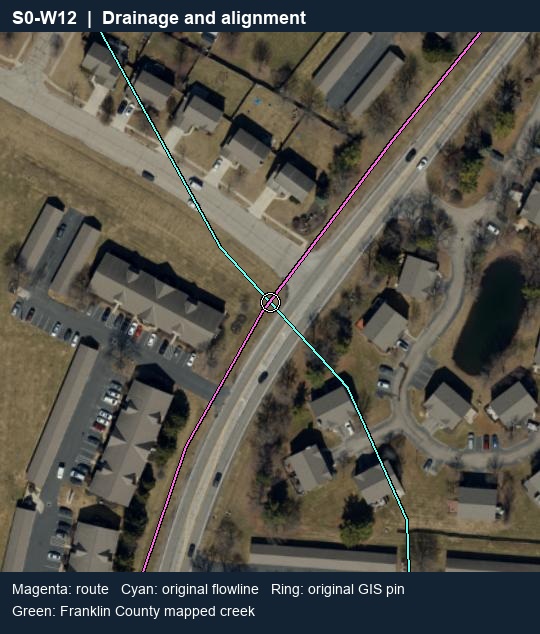 S0-W12 | Drainage and alignment
Magenta: route Cyan: original flowline Ring: original GIS pin
Green: Franklin County mapped creek